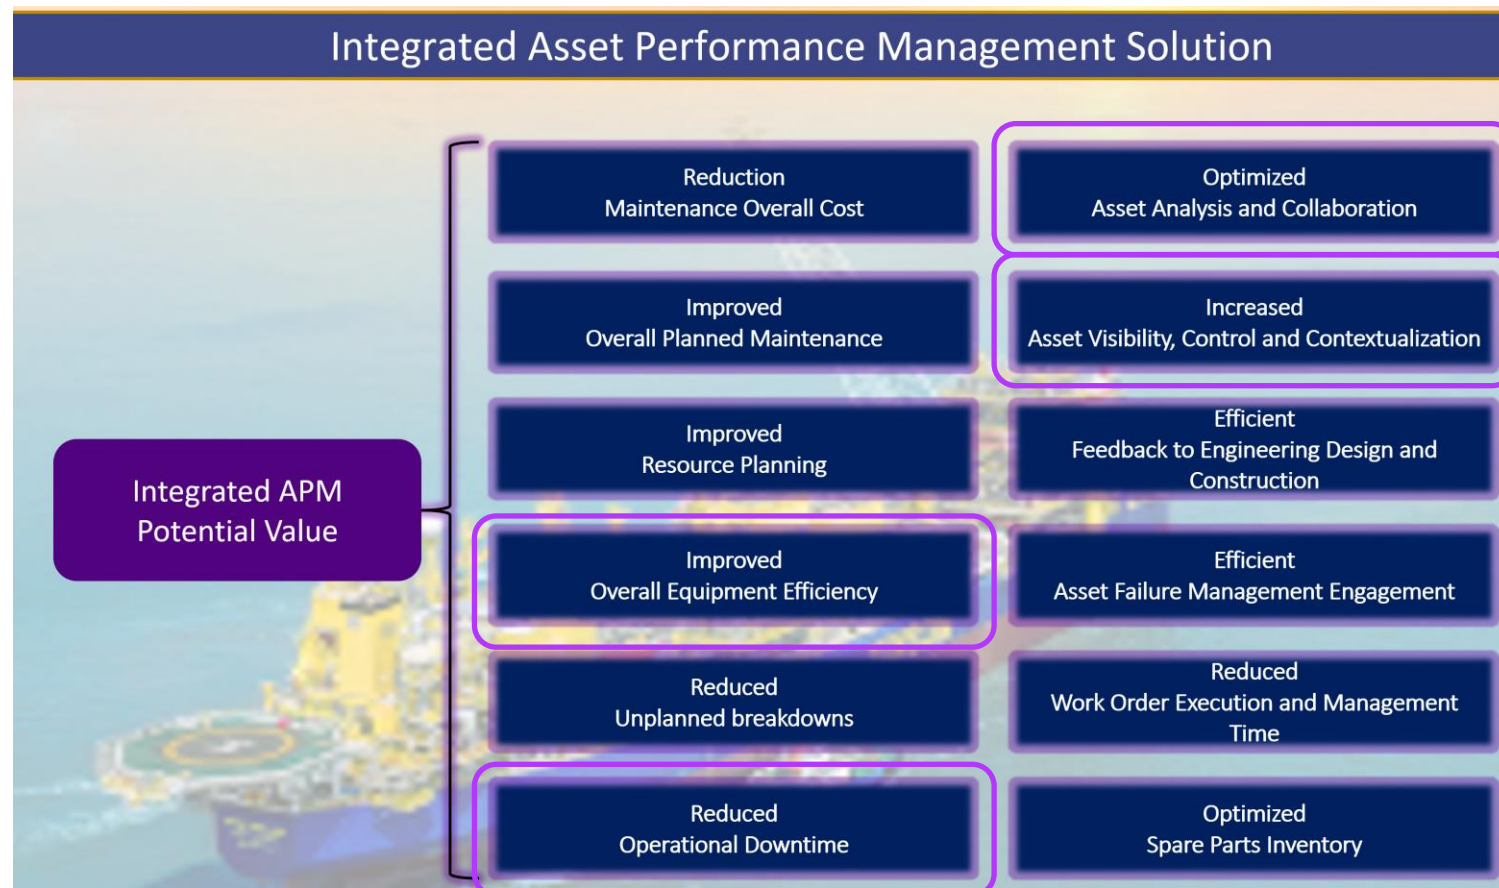 Integrated Asset Performance Management Solution
Integrated APM
Potential Value
Reduction
Maintenance Overall Cost
Optimized
Asset Analysis and Collaboration
Improved
Overall Planned Maintenance
Increased
Asset Visibility, Control and Contextualization
Improved
Resource Planning
Efficient
Feedback to Engineering Design and
Construction
Improved
Overall Equipment Efficiency
Efficient
Asset Failure Management Engagement
Reduced
Unplanned breakdowns
Reduced
Work Order Execution and Management
Time
Reduced
Operational Downtime
Optimized
Spare Parts Inventory